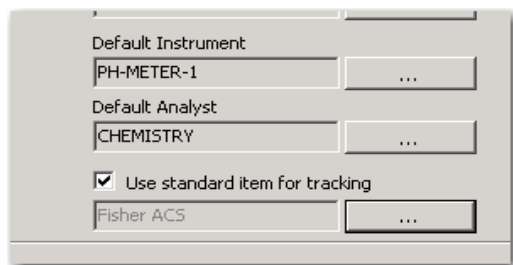 Default Instrument
PH-METER-1 ...
Default Analyst
CHEMISTRY ...
Use standard item for tracking
Fisher ACS ...